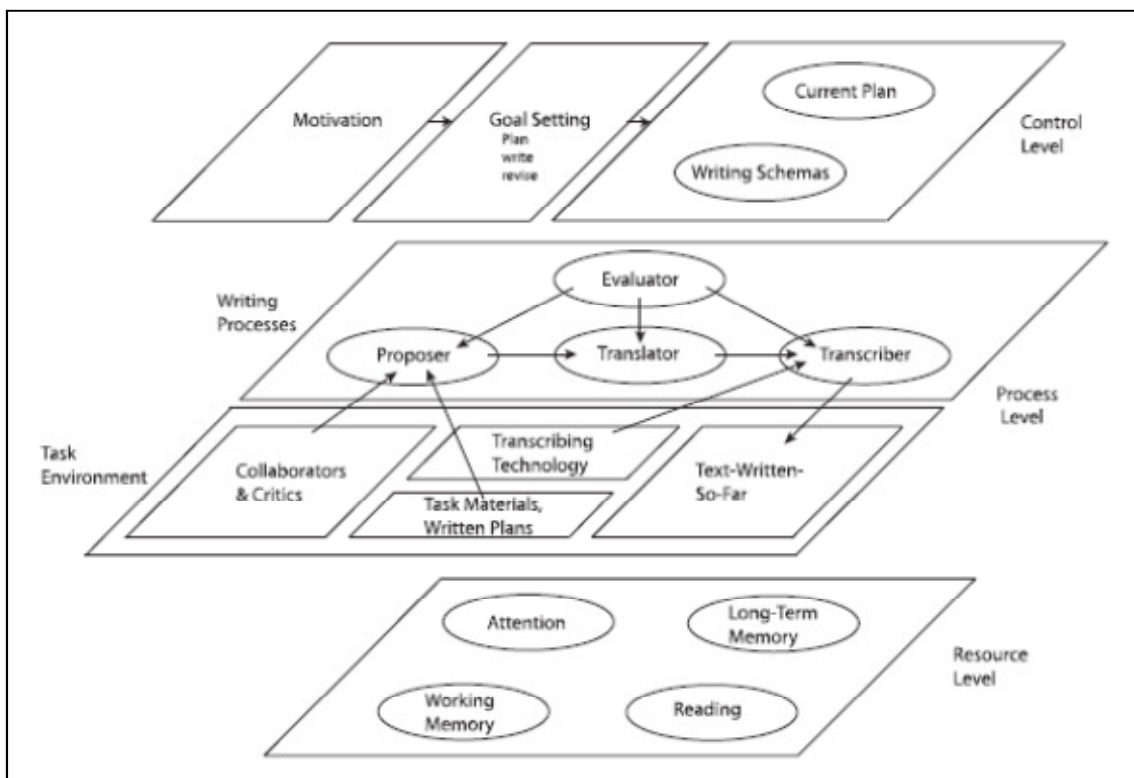 Motivation
Goal Setting
Plan
write
revise
Current Plan
Writing Schemas
Control
Level
Writing
Processes
Evaluator
Proposer
Translator
Transcriber
Process
Level
Task
Environment
Collaborators
& Critics
Transcribing
Technology
Task Materials,
Written Plans
Text-Written-
So-Far
Attention
Long-Term
Memory
Working
Memory
Reading
Resource
Level